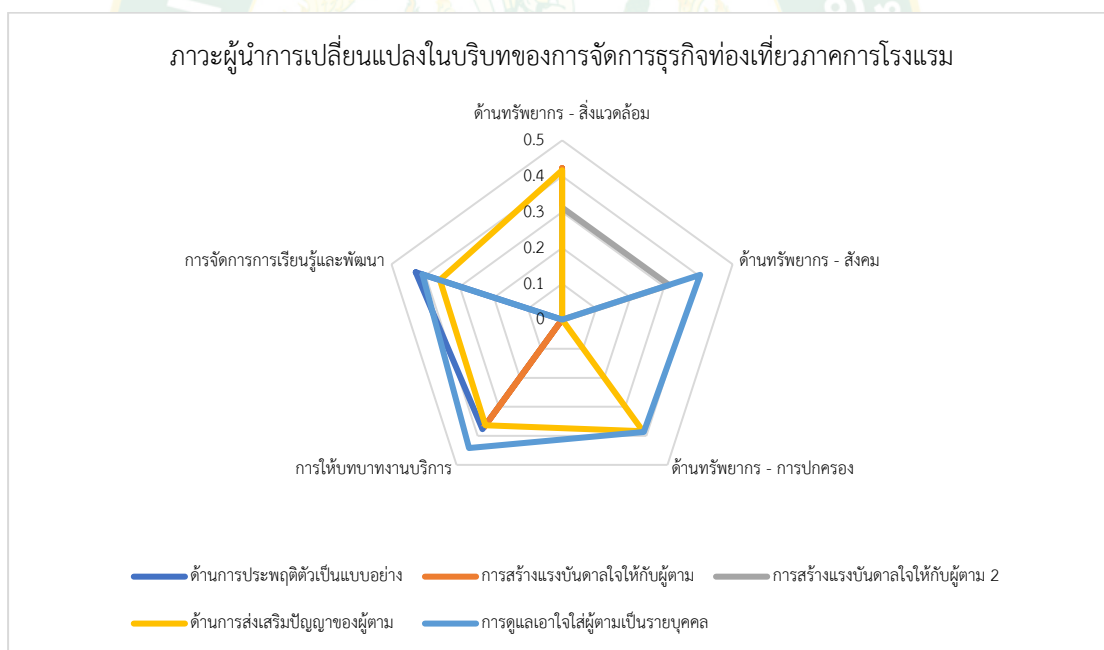 ภาวะผู้นำการเปลี่ยนแปลงในบริบทของการจัดการธุรกิจท่องเที่ยวภาคการโรงแรม
ด้านทรัพยากร - สิ่งแวดล้อม
0.5
0.4
0.3
0.2
0.1
0
การจัดการการเรียนรู้และพัฒนา
ด้านทรัพยากร - สังคม
การให้บทบาทงานบริการ
ด้านทรัพยากร - การปกครอง
ด้านการประพฤติตัวเป็นแบบอย่าง
การสร้างแรงบันดาลใจให้กับผู้ตาม
การสร้างแรงบันดาลใจให้กับผู้ตาม 2
ด้านการส่งเสริมปัญญาของผู้ตาม
การดูแลเอาใจใส่ผู้ตามเป็นรายบุคคล